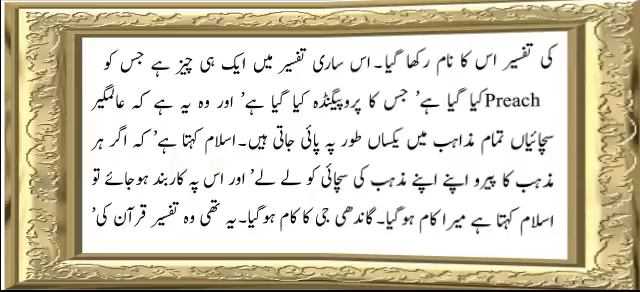 کی تفسیر اس کا نام رکھا گیا۔ اس ساری تفسیر میں ایک ہی چیز ہے جس کو
Preach کیا گیا ہے’ جس کا پروپیگنڈہ کیا گیا ہے’ اور وہ یہ ہے کہ عالمگیر
سچائیاں تمام مذاہب میں یکساں طور پہ پائی جاتی ہیں۔ اسلام کہتا ہے’ کہ اگر ہر
مذہب کا پیرو اپنے اپنے مذہب کی سچائی کو لے لے’ اور اس پہ کاربند ہوجائے تو
اسلام کہتا ہے میرا کام ہوگیا۔ گاندھی جی کا کام ہوگیا۔ یہ تھی وہ تفسیر قرآن کی’